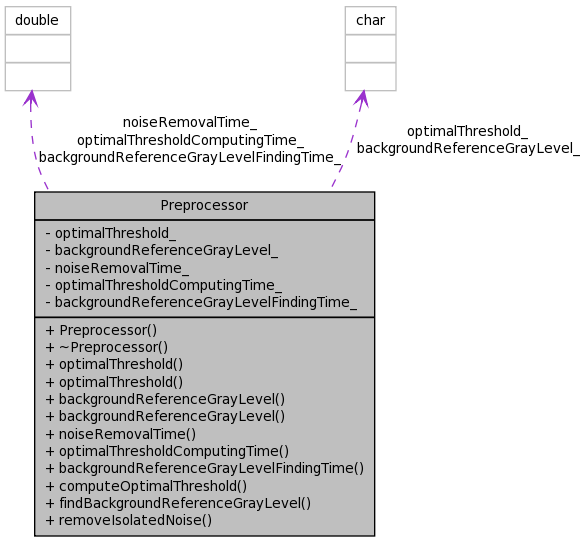 double
char
noiseRemovalTime_
optimalThresholdComputingTime_
backgroundReferenceGrayLevelFindingTime_
optimalThreshold_
backgroundReferenceGrayLevel_
Preprocessor
- optimalThreshold_
- backgroundReferenceGrayLevel_
- noiseRemovalTime_
- optimalThresholdComputingTime_
- backgroundReferenceGrayLevelFindingTime_
+ Preprocessor()
+ ~Preprocessor()
+ optimalThreshold()
+ optimalThreshold()
+ backgroundReferenceGrayLevel()
+ backgroundReferenceGrayLevel()
+ noiseRemovalTime()
+ optimalThresholdComputingTime()
+ backgroundReferenceGrayLevelFindingTime()
+ computeOptimalThreshold()
+ findBackgroundReferenceGrayLevel()
+ removeIsolatedNoise()